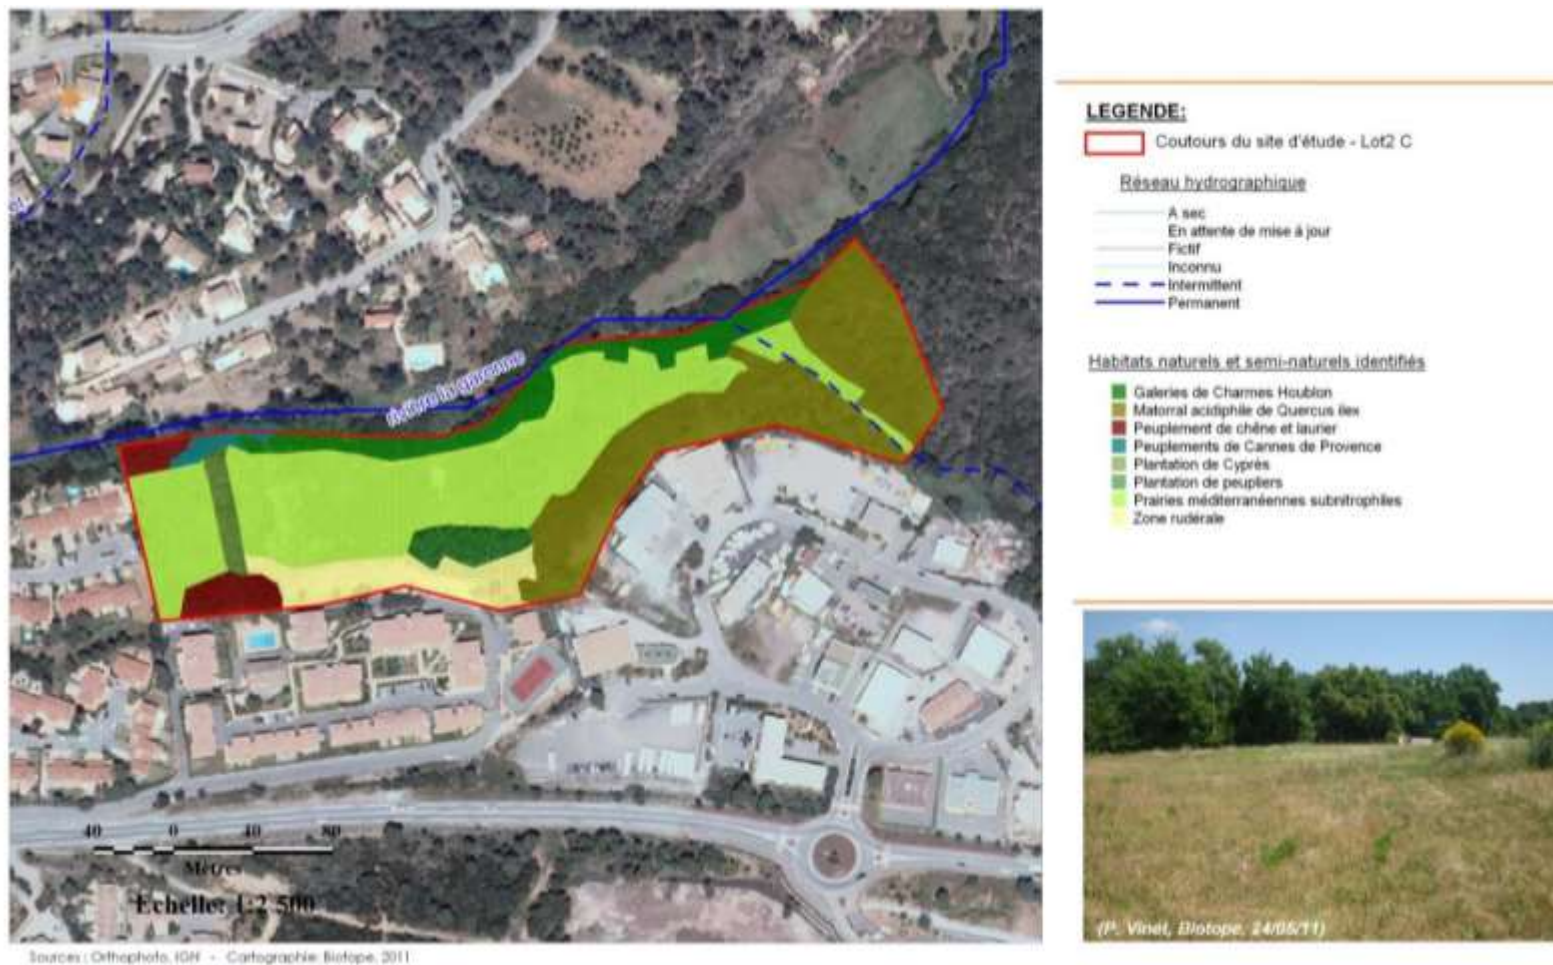 rivière la garonne
40 0 40 80
Mètres
Echelle: 1:2 500
Sources : Orthophoto, IGN - Cartographie: Biotope, 2011
LEGENDE:
Coutours du site d'étude - Lot2 C
Réseau hydrographique
A sec
En attente de mise à jour
Fictif
Inconnu
Intermittent
Permanent
Habitats naturels et semi-naturels identifiés
Galeries de Charmes Houblon
Matorral acidiphile de Quercus ilex
Peuplement de chêne et laurier
Peuplements de Cannes de Provence
Plantation de Cyprès
Plantation de peupliers
Prairies méditerranéennes subnitrophiles
Zone rudérale
(P. Vinet, Biotope, 24/05/11)